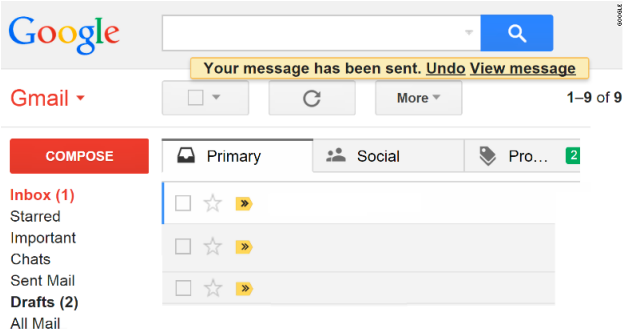 Google
GOOGLE
Your message has been sent. Undo View message
Gmail
More
1–9 of 9
COMPOSE
Primary
Social
Pro...
2
Inbox (1)
Starred
Important
Chats
Sent Mail
Drafts (2)
All Mail